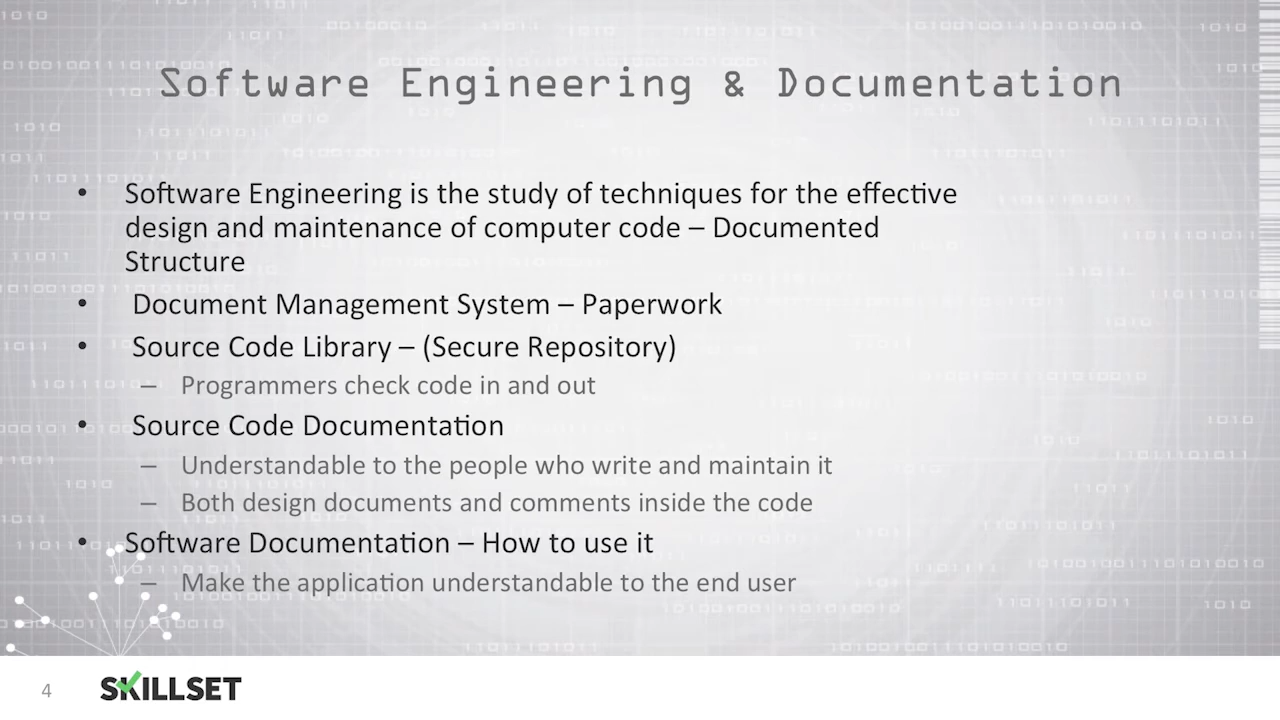 Software Engineering & Documentation
• Software Engineering is the study of techniques for the effective
design and maintenance of computer code – Documented
Structure
• Document Management System – Paperwork
• Source Code Library – (Secure Repository)
– Programmers check code in and out
• Source Code Documentation
– Understandable to the people who write and maintain it
– Both design documents and comments inside the code
• Software Documentation – How to use it
– Make the application understandable to the end user
4
SKILLSET